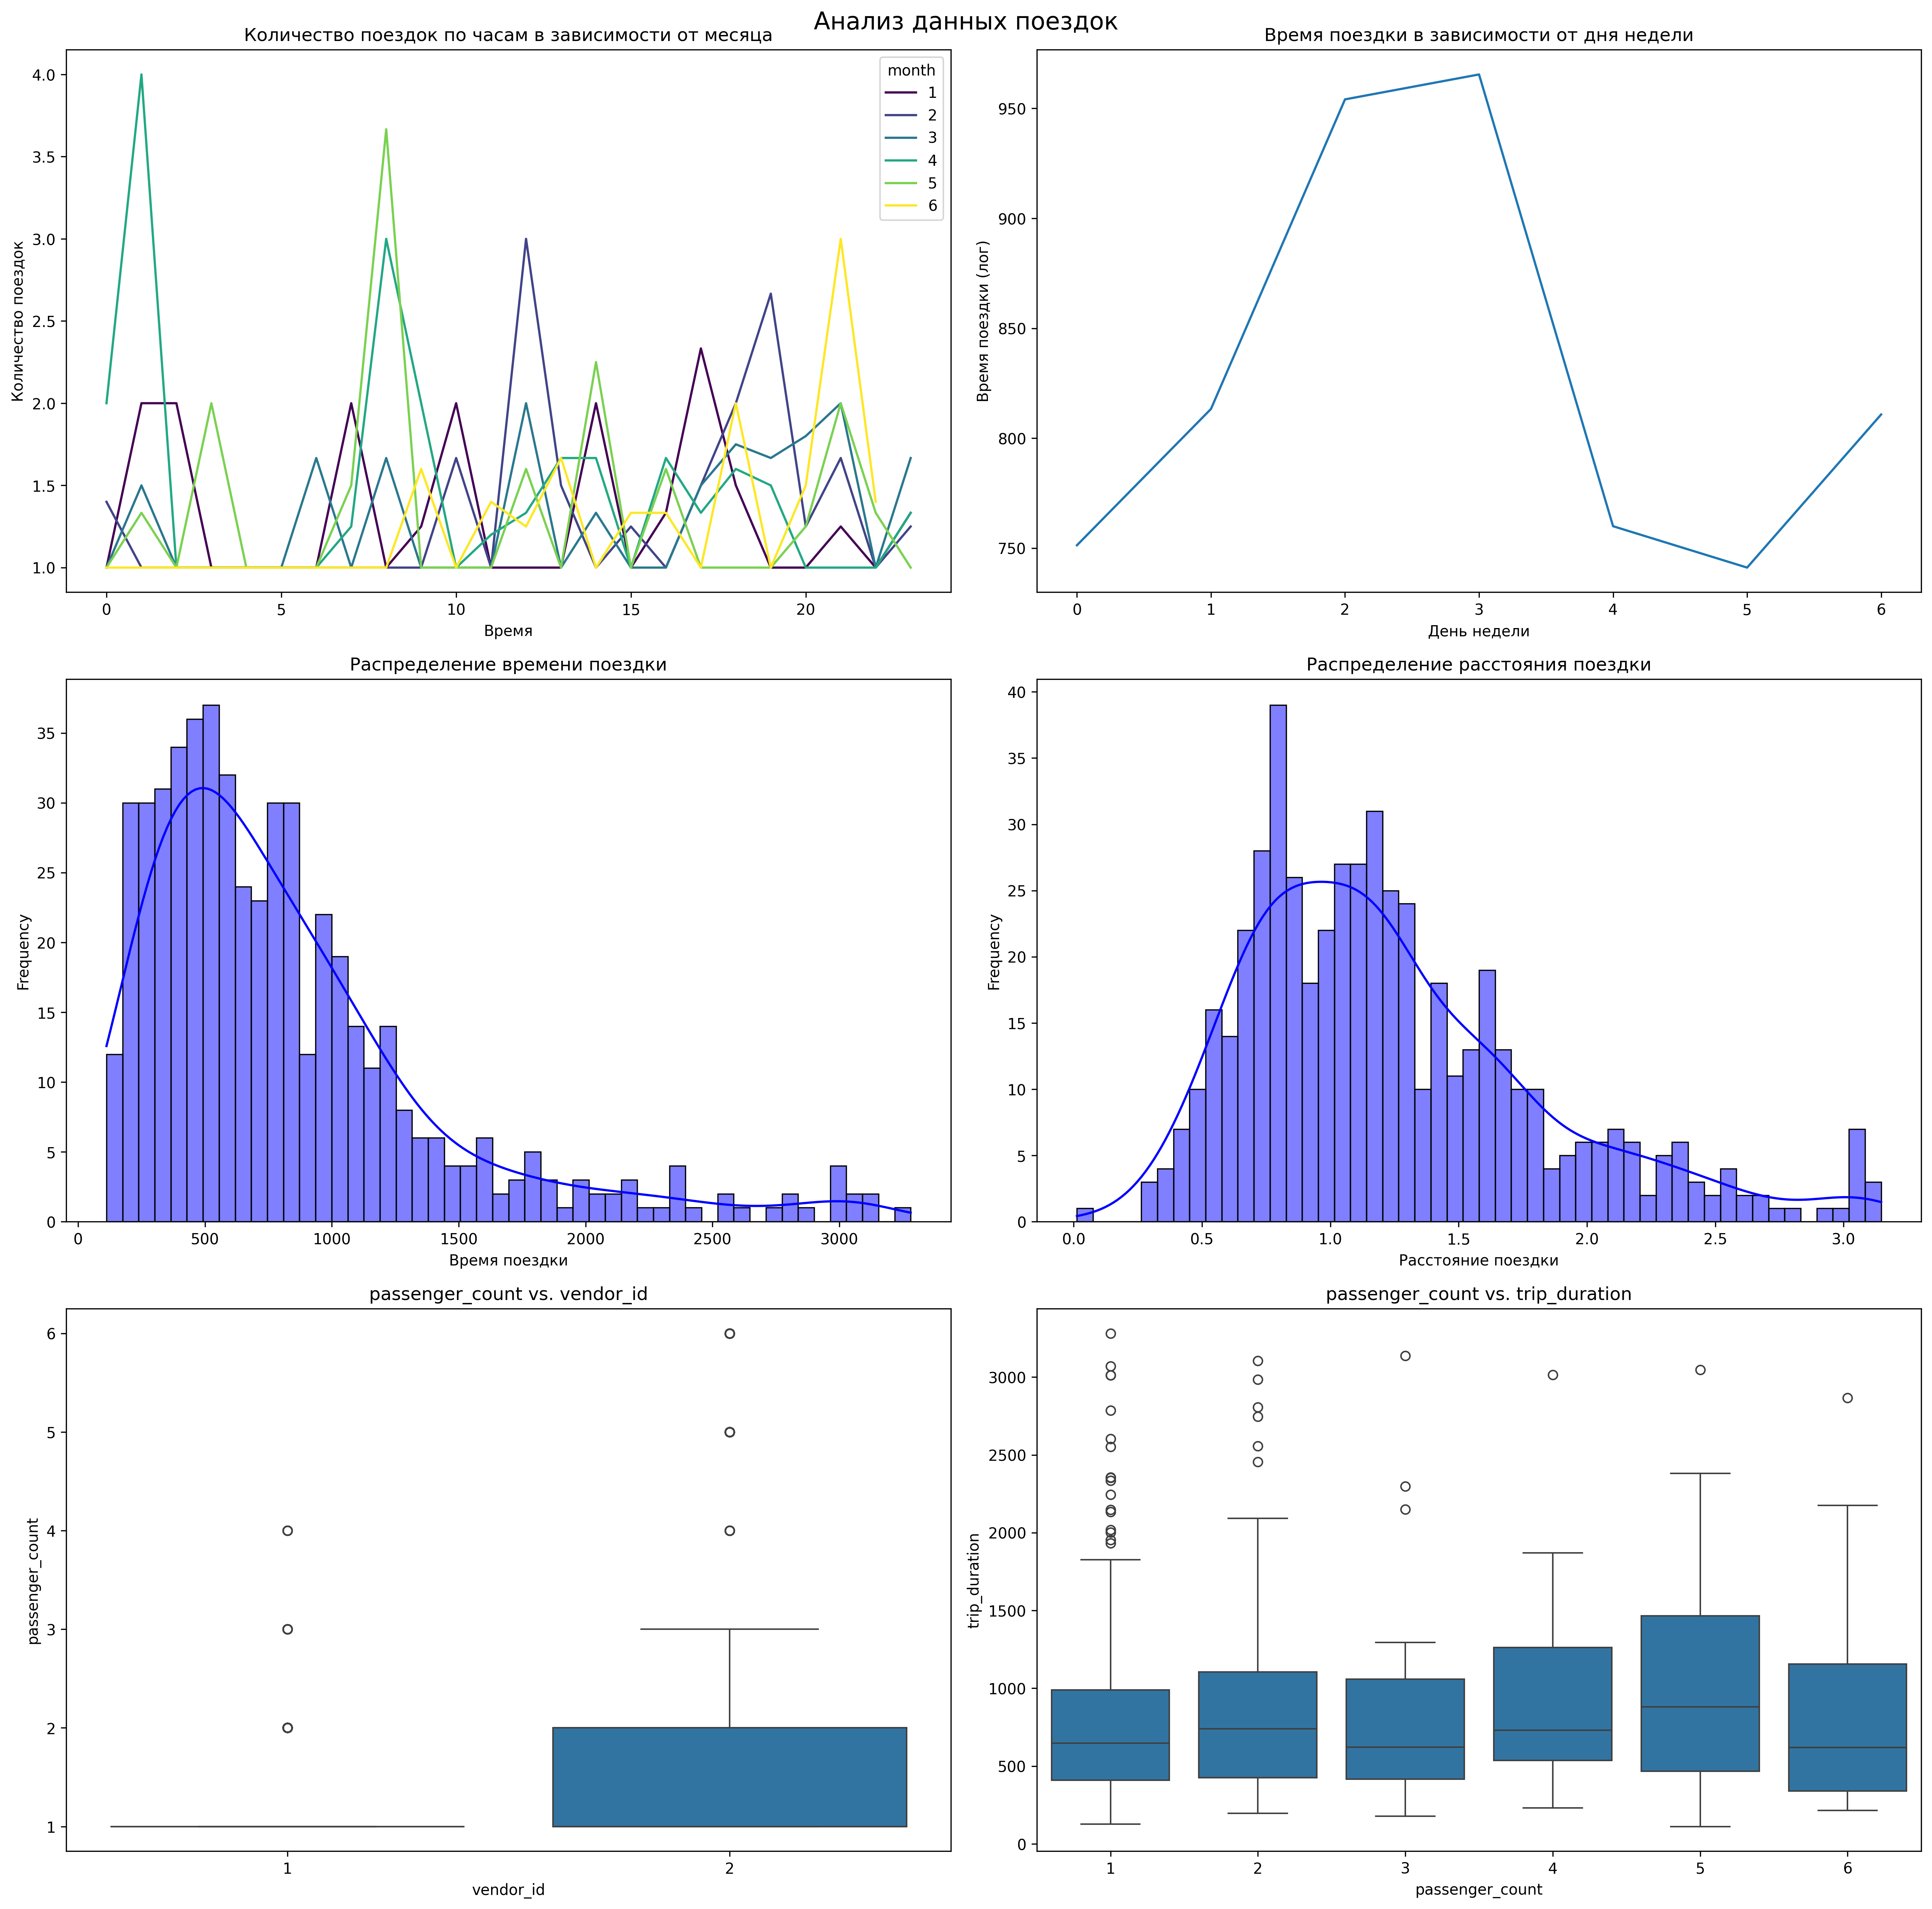 Анализ данных поездок
Количество поездок по часам в зависимости от месяца
Количество поездок
4.0
3.5
3.0
2.5
2.0
1.5
1.0
month
1
2
3
4
5
6
0 5 10 15 20
Время
Время поездки в зависимости от дня недели
Время поездки (лог)
950
900
850
800
750
0 1 2 3 4 5 6
День недели
Распределение времени поездки
Frequency
35
30
25
20
15
10
5
0
0 500 1000 1500 2000 2500 3000
Время поездки
Распределение расстояния поездки
Frequency
40
35
30
25
20
15
10
5
0
0.0 0.5 1.0 1.5 2.0 2.5 3.0
Расстояние поездки
passenger_count vs. vendor_id
passenger_count
6
5
4
3
2
1
1 2
vendor_id
passenger_count vs. trip_duration
trip_duration
3000
2500
2000
1500
1000
500
0
1 2 3 4 5 6
passenger_count